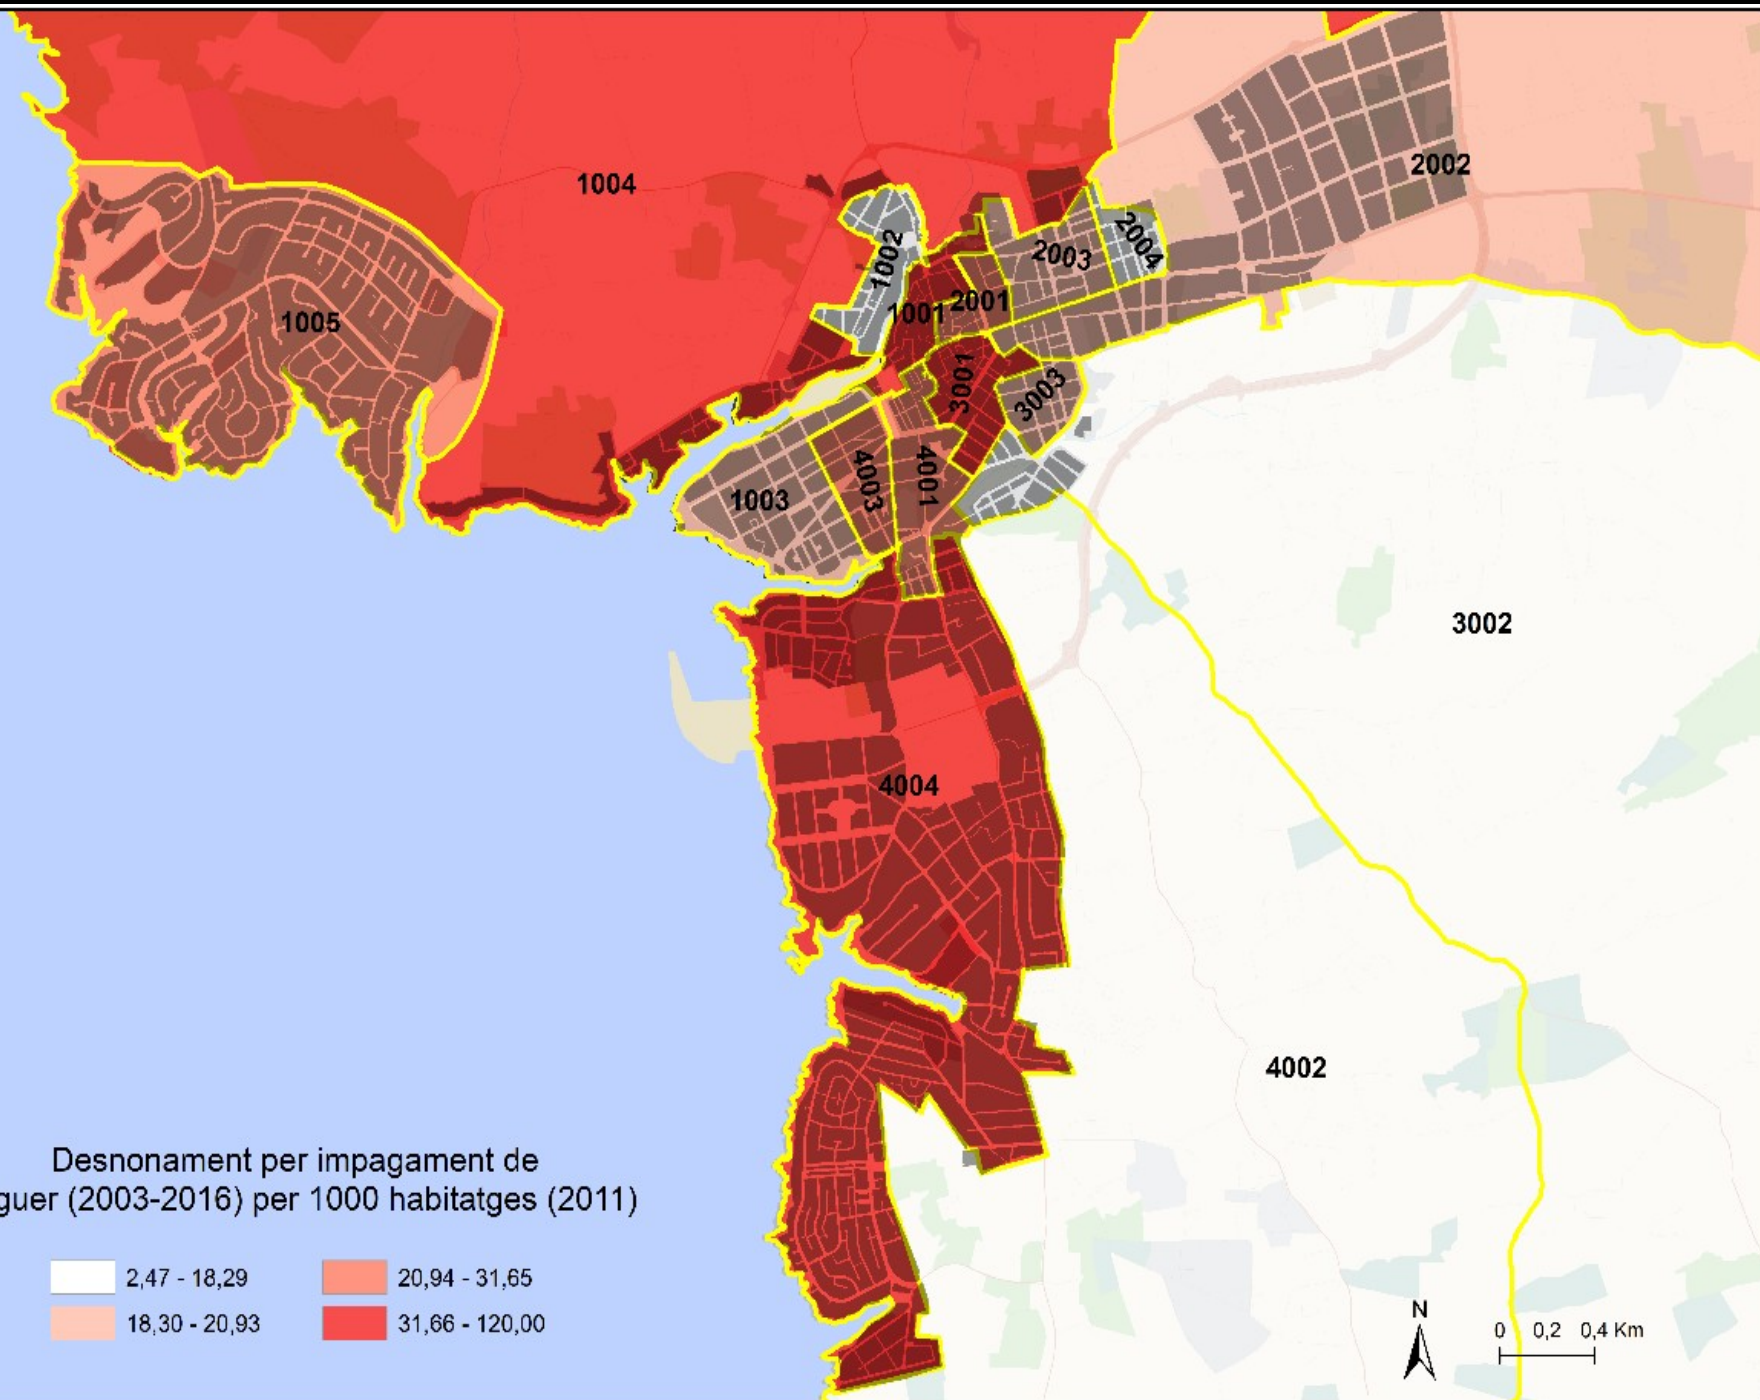 1004
2002
1002
2003
2004
1005
1001
2001
3001
3003
1003
4003
4001
3002
4004
4002
Desnonament per impagament de
guer (2003-2016) per 1000 habitatges (2011)
2,47 - 18,29
20,94 - 31,65
18,30 - 20,93
31,66 - 120,00
N
0 0,2 0,4 Km